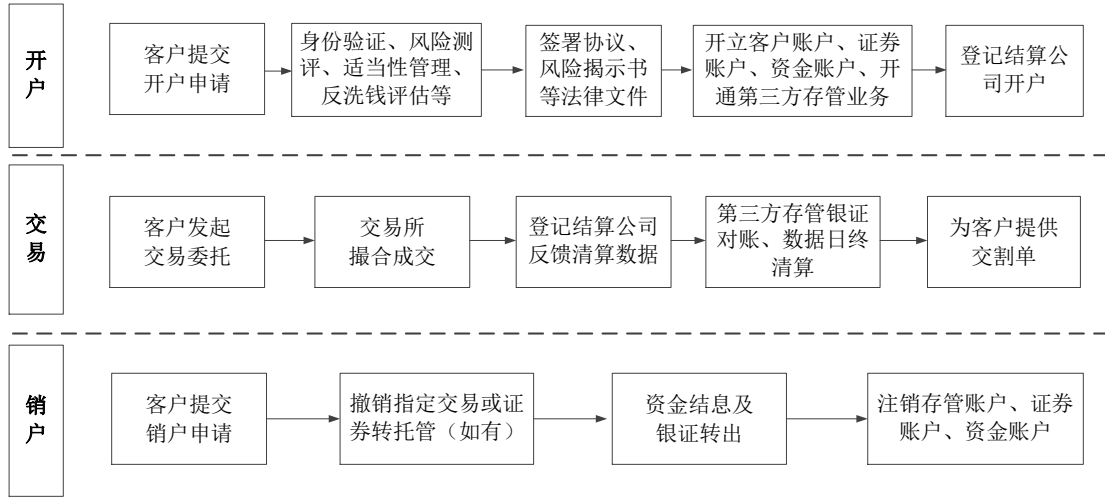 开
户
客户提交
开户申请
身份验证、风险测
评、适当性管理、
反洗钱评估等
签署协议、
风险揭示书
等法律文件
开立客户账户、证券
账户、资金账户、开
通第三方存管业务
登记结算公
司开户
交
易
客户发起
交易委托
交易所
撮合成交
登记结算公司
反馈清算数据
第三方存管银证
对账、数据日终
清算
为客户提供
交割单
销
户
客户提交
销户申请
撤销指定交易或证
券转托管（如有）
资金结息及
银证转出
注销存管账户、证券
账户、资金账户